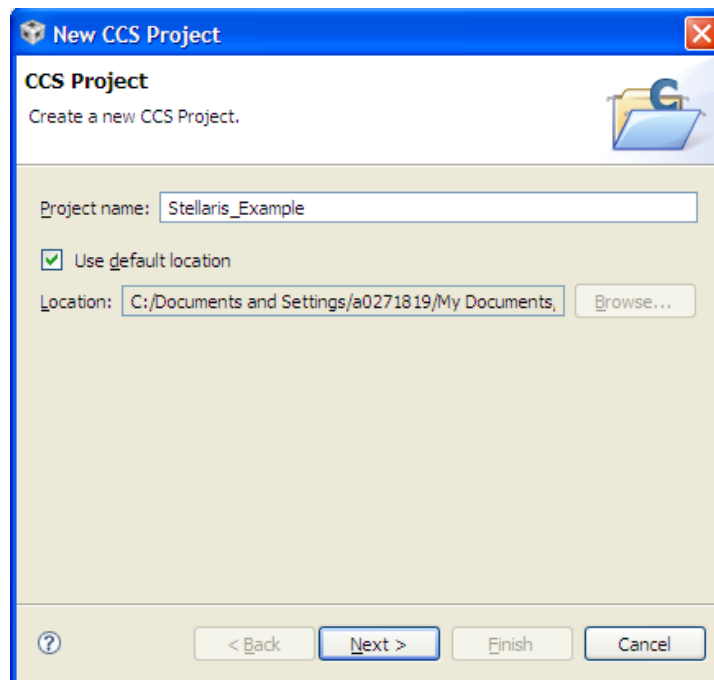 New CCS Project
CCS Project
Create a new CCS Project.
Project name: Stellaris_Example
Use default location
Location: C:/Documents and Settings/a0271819/My Documents, Browse...
< Back Next > Finish Cancel